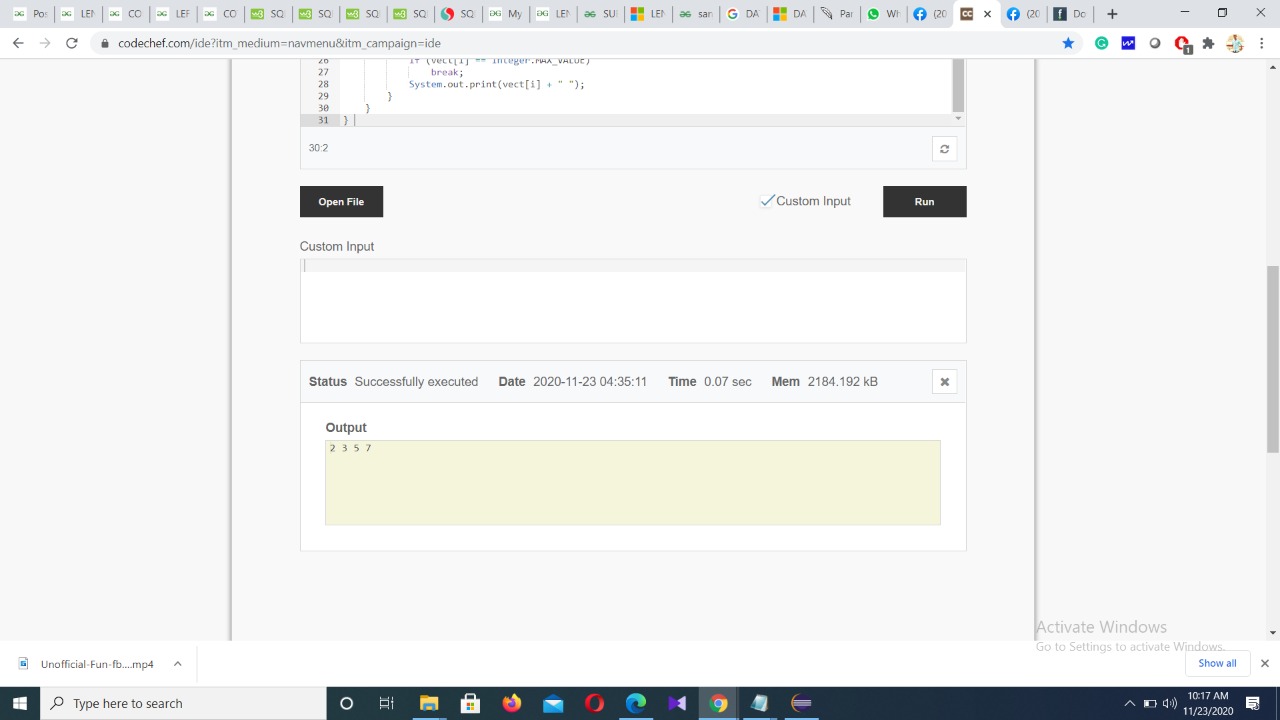 Po
LEI
CO
LEI
CO
SQ
SQ
SQ
SQ
My
LEN
SUI
LEN
san
DA
DA
Par
Wh
(20
CC
(20
Do
codechef.com/ide?itm_medium=navmenu&itm_campaign=ide
26 if (vect[i] == Integer.MAX_VALUE)
27 break;
28 System.out.print(vect[i] + " ");
29 }
30 }
31 }
30:2
Open File
Custom Input
Run
Custom Input
Status Successfully executed Date 2020-11-23 04:35:11 Time 0.07 sec Mem 2184.192 kB
Output
2 3 5 7
Activate Windows
Go to Settings to activate Windows.
Unofficial-Fun-fb....mp4
Show all
Type here to search
10:17 AM
11/23/2020